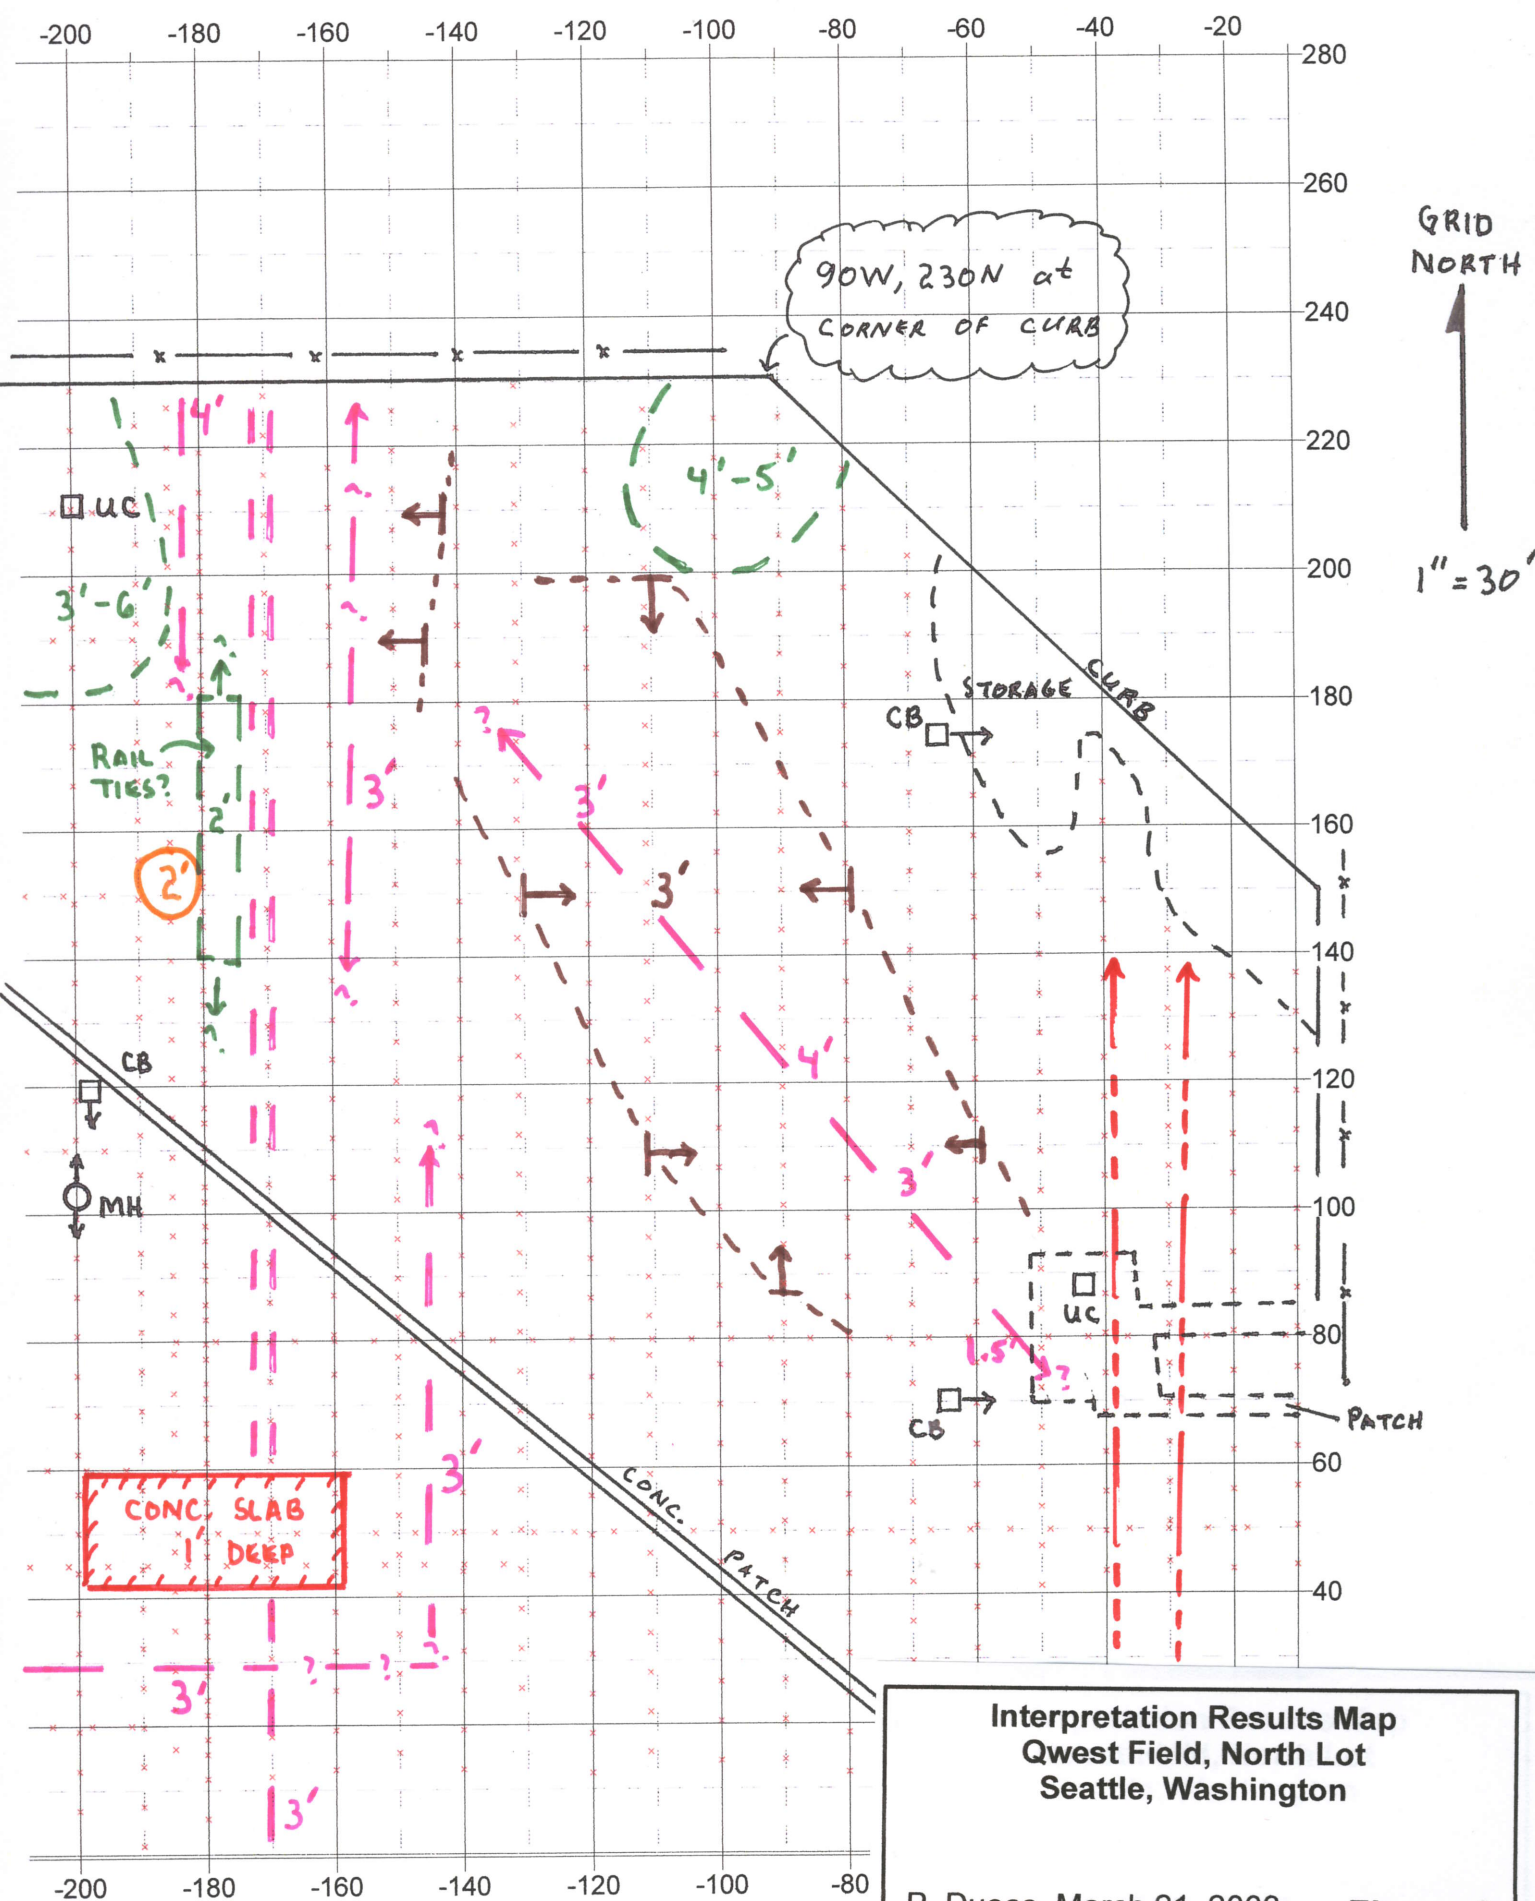 -200 -180 -160 -140 -120 -100 -80 -60 -40 -20
280
260
GRID
NORTH
90W, 230N at
CORNER OF CURB
240
4'
220
4'-5'
UC
200
1"=30'
3'-6'
?
?
?
?
180
CURB
STORAGE
CB
?
RAIL
TIES?
3'
3'
2'
160
2'
3'
140
?
?
4'
CB
120
?
3'
MH
100
UC
80
1.5'
?
CB
PATCH
3'
60
CONC.
CONC. SLAB
1' DEEP
PATCH
40
?
? ?
3'
3'
-200 -180 -160 -140 -120 -100 -80
Interpretation Results Map
Qwest Field, North Lot
Seattle, Washington